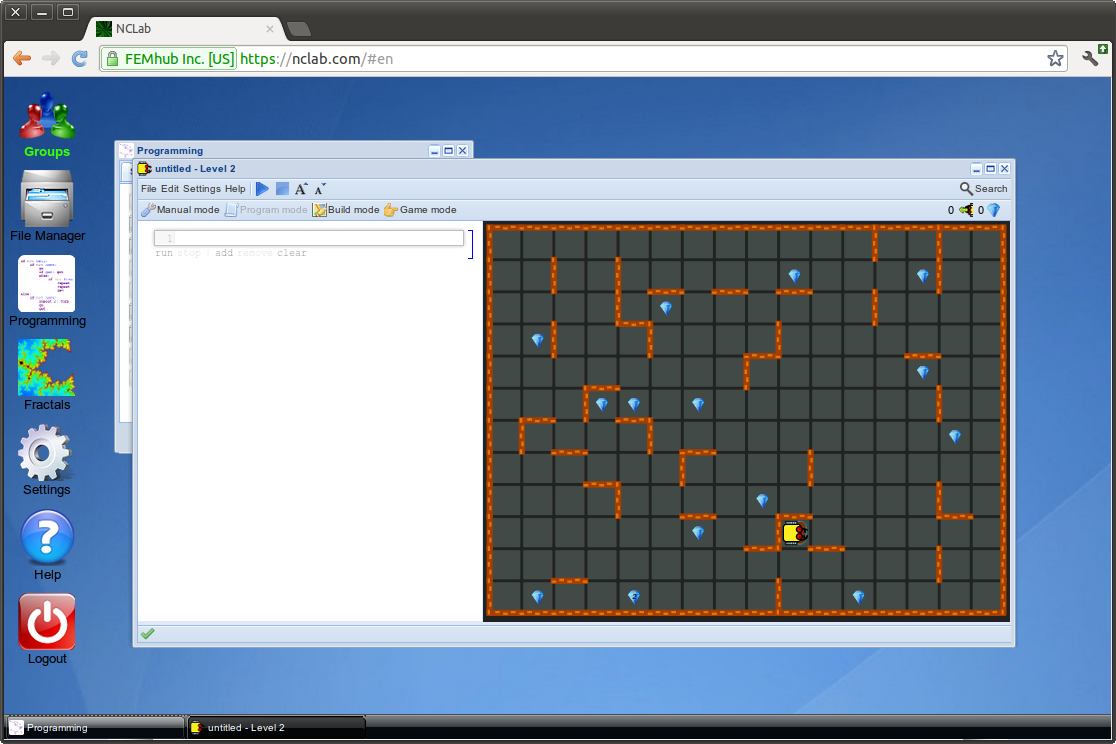 NCLab
FEMhub Inc. [US] https://nclab.com/#en
Groups
File Manager
Programming
Fractals
Settings
Help
Logout
Programming
untitled - Level 2
File Edit Settings Help A A Search
Manual mode Program mode Build mode Game mode 0 0
1
run stop | add remove clear
2
Programming untitled - Level 2